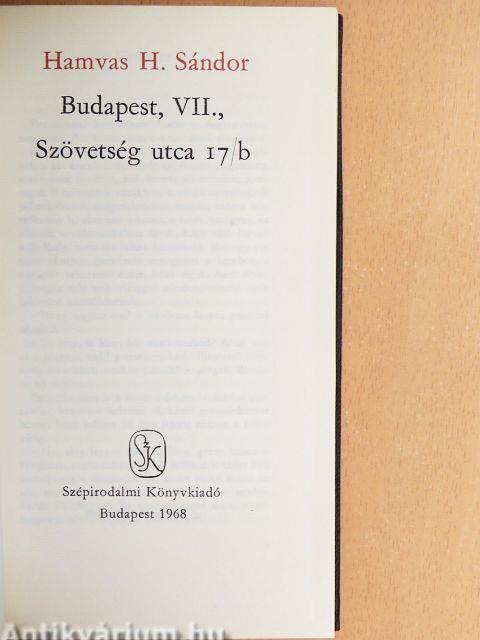 Hamvas H. Sándor
Budapest, VII.,
Szövetség utca 17/b
SzK
Szépirodalmi Könyvkiadó
Budapest 1968
Antikvárium.hu